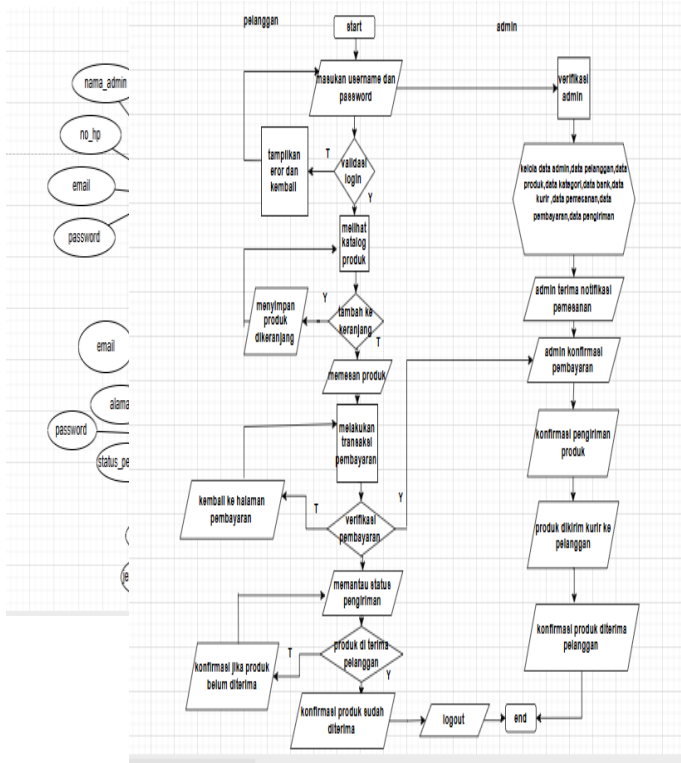 pelanggan
start
admin
nama_admin
no_hp
email
password
email
alama
password
status_pe
je
masukan username dan
password
verifikasi
admin
tampilkan
eror dan
kembali
T
validasi
login
Y
kelola data admin,data pelanggan,data
produk,data katagori,data bank,data
kurir ,data pemesanan,data
pembayaran,data pengiriman
melihat
katalog
produk
admin terima notifikasi
pemesanan
menyimpan
produk
dikeranjang
Y
tambah ke
keranjang
T
admin konfirmasi
pembayaran
memesan produk
melakukan
transaksi
pembayaran
konfirmasi pengiriman
produk
kembali ke halaman
pembayaran
T
Y
verifikasi
pembayaran
produk dikirim kurir ke
pelanggan
memantau status
pengiriman
konfirmasi produk diterima
pelanggan
konfirmasi jika produk
belum diterima
T
produk di terima
pelanggan
Y
konfirmasi produk sudah
diterima
logout
end